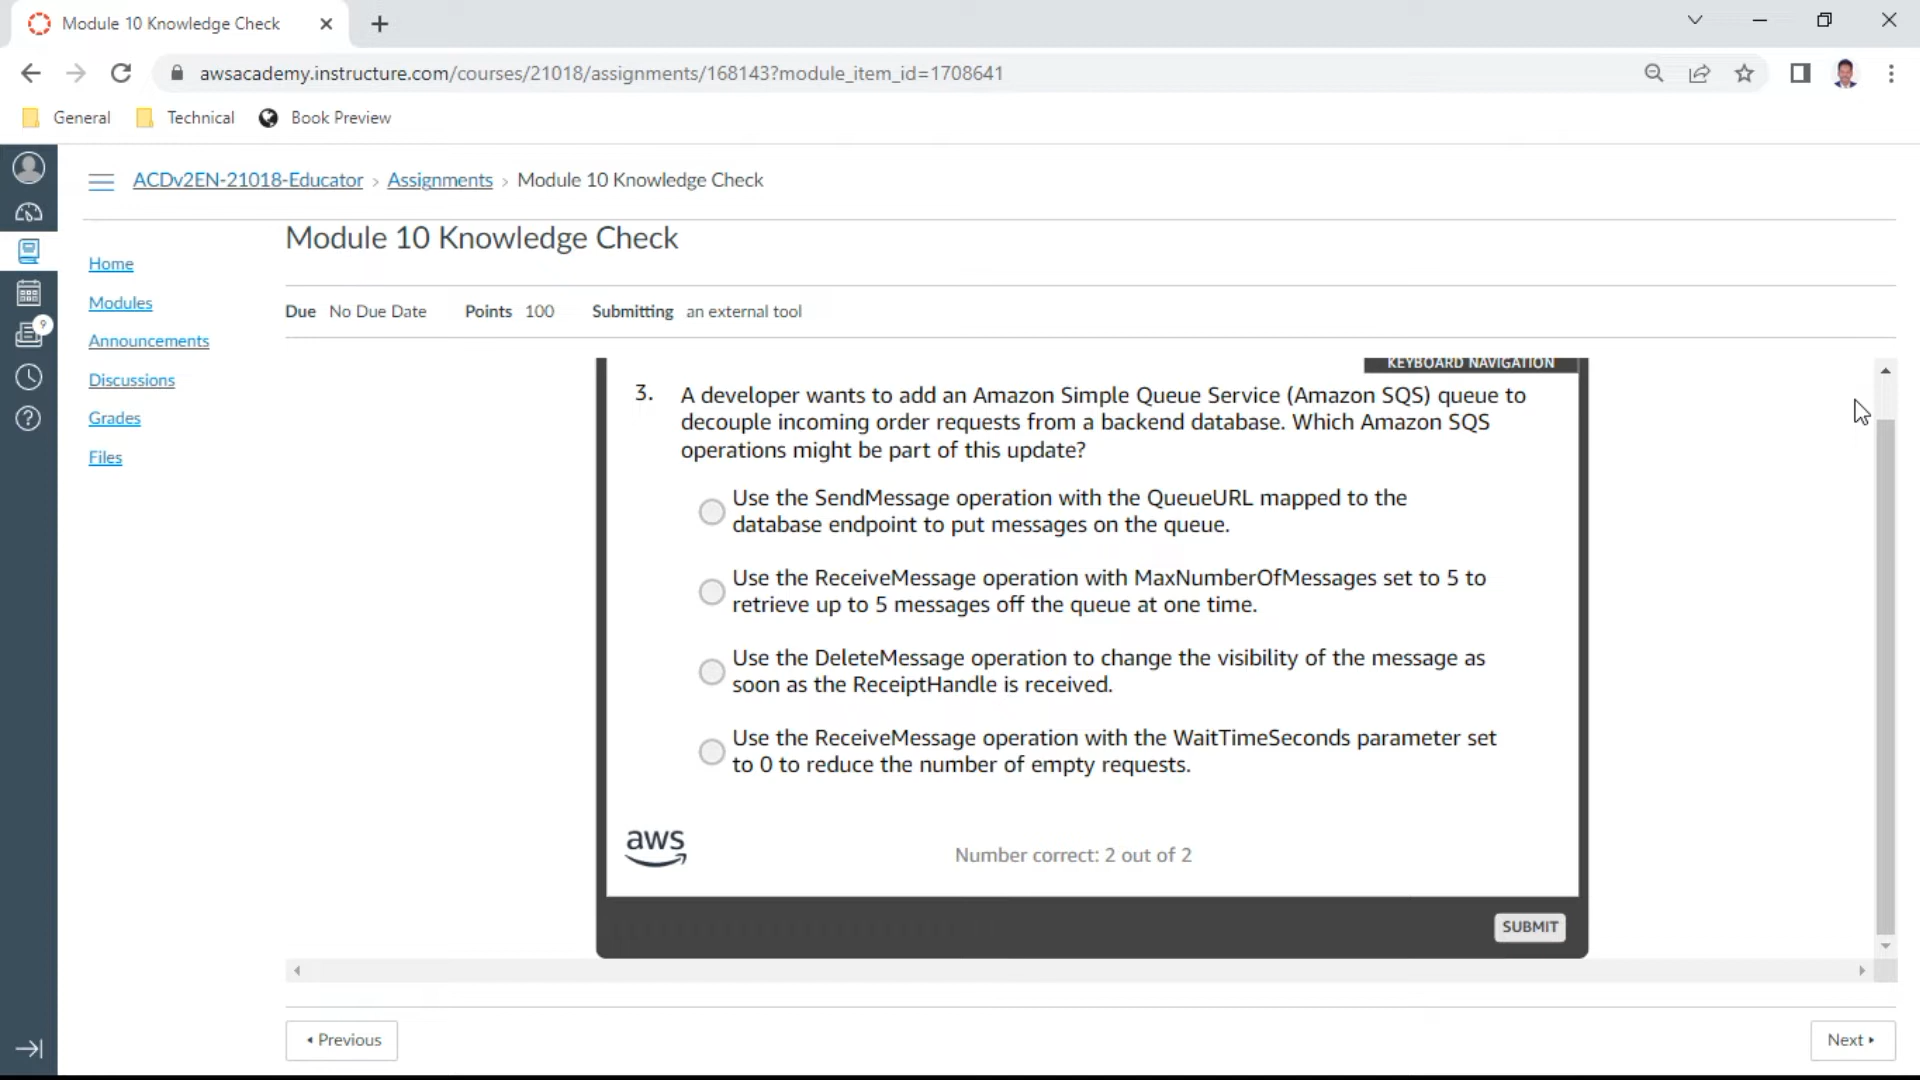 Module 10 Knowledge Check
awsacademy.instructure.com/courses/21018/assignments/168143?module_item_id=1708641
General
Technical
Book Preview
ACDv2EN-21018-Educator › Assignments › Module 10 Knowledge Check
Module 10 Knowledge Check
Home
Modules
Announcements
Discussions
Grades
Files
9
Due No Due Date Points 100 Submitting an external tool
KEYBOARD NAVIGATION
3. A developer wants to add an Amazon Simple Queue Service (Amazon SQS) queue to
decouple incoming order requests from a backend database. Which Amazon SQS
operations might be part of this update?
Use the SendMessage operation with the QueueURL mapped to the
database endpoint to put messages on the queue.
Use the ReceiveMessage operation with MaxNumberOfMessages set to 5 to
retrieve up to 5 messages off the queue at one time.
Use the DeleteMessage operation to change the visibility of the message as
soon as the ReceiptHandle is received.
Use the ReceiveMessage operation with the WaitTimeSeconds parameter set
to 0 to reduce the number of empty requests.
aws
Number correct: 2 out of 2
SUBMIT
Previous
Next